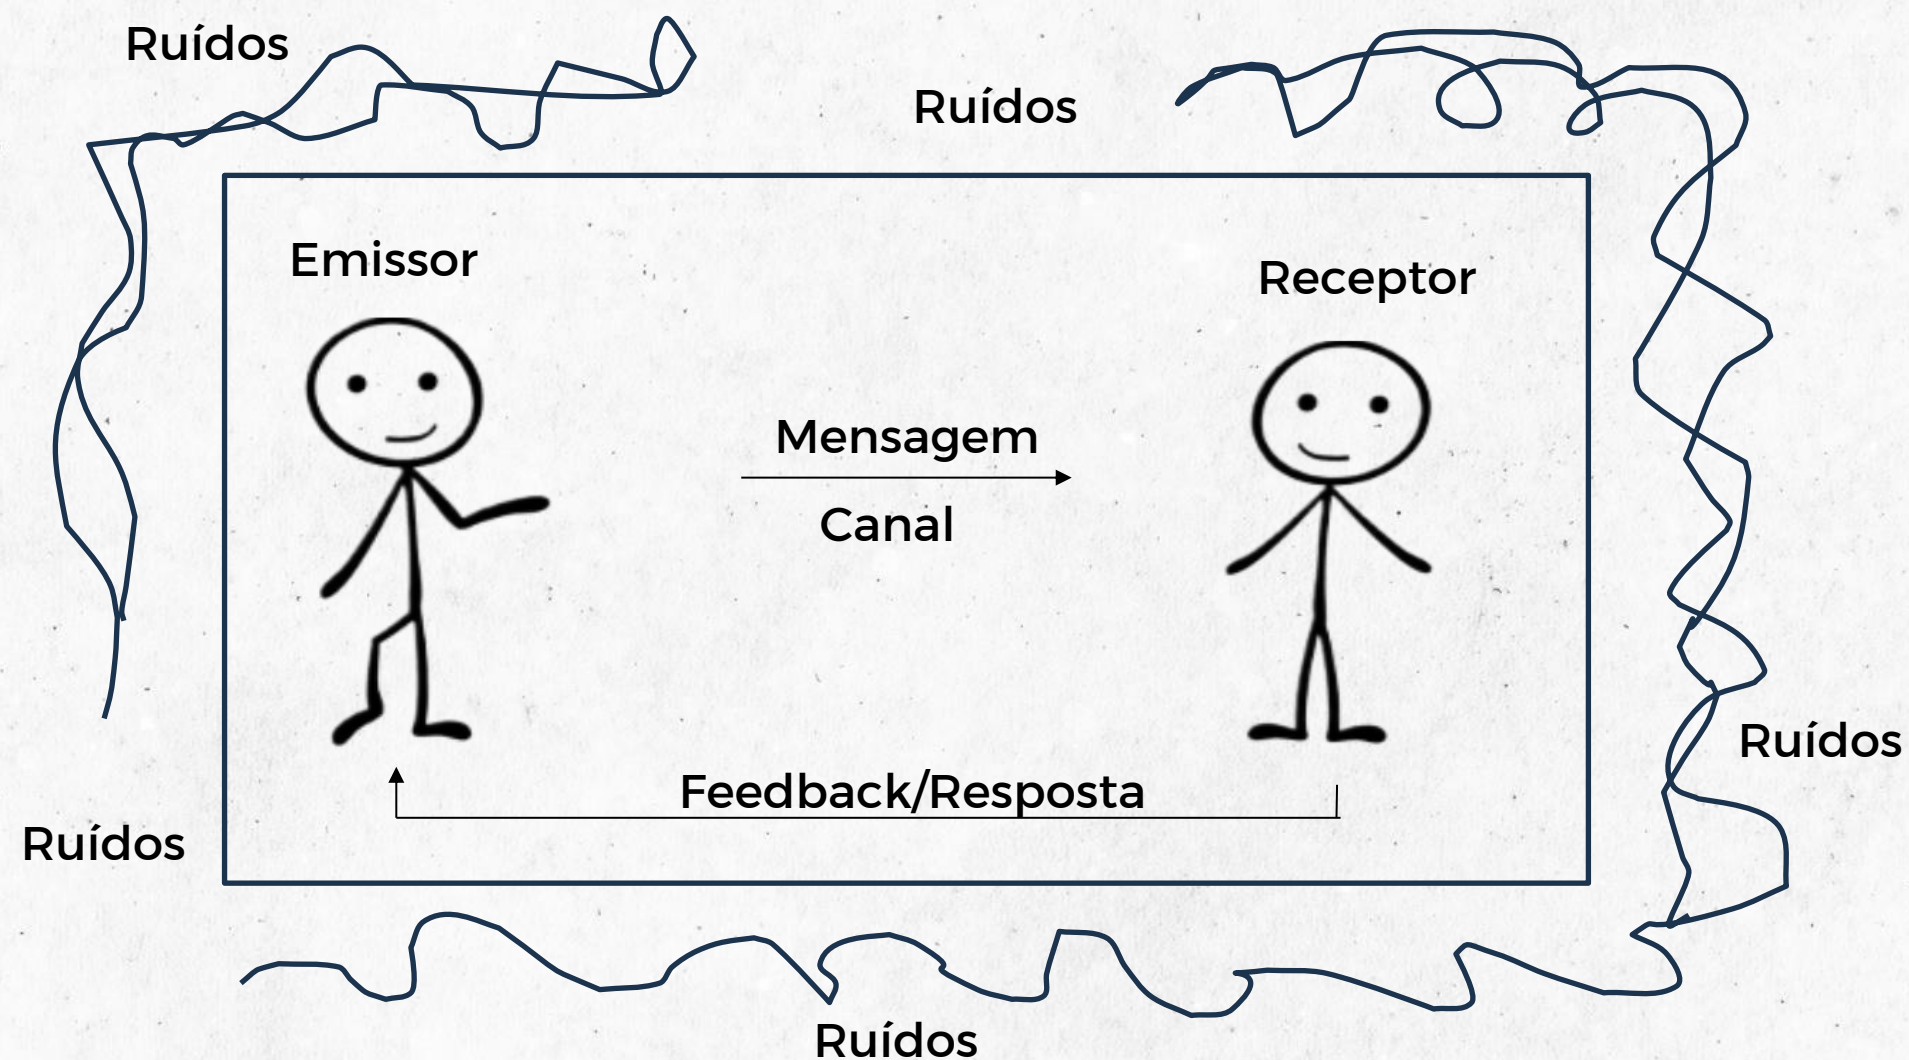 Ruídos
Ruídos
Emissor
Receptor
Mensagem
Canal
Ruídos
Feedback/Resposta
Ruídos
Ruídos